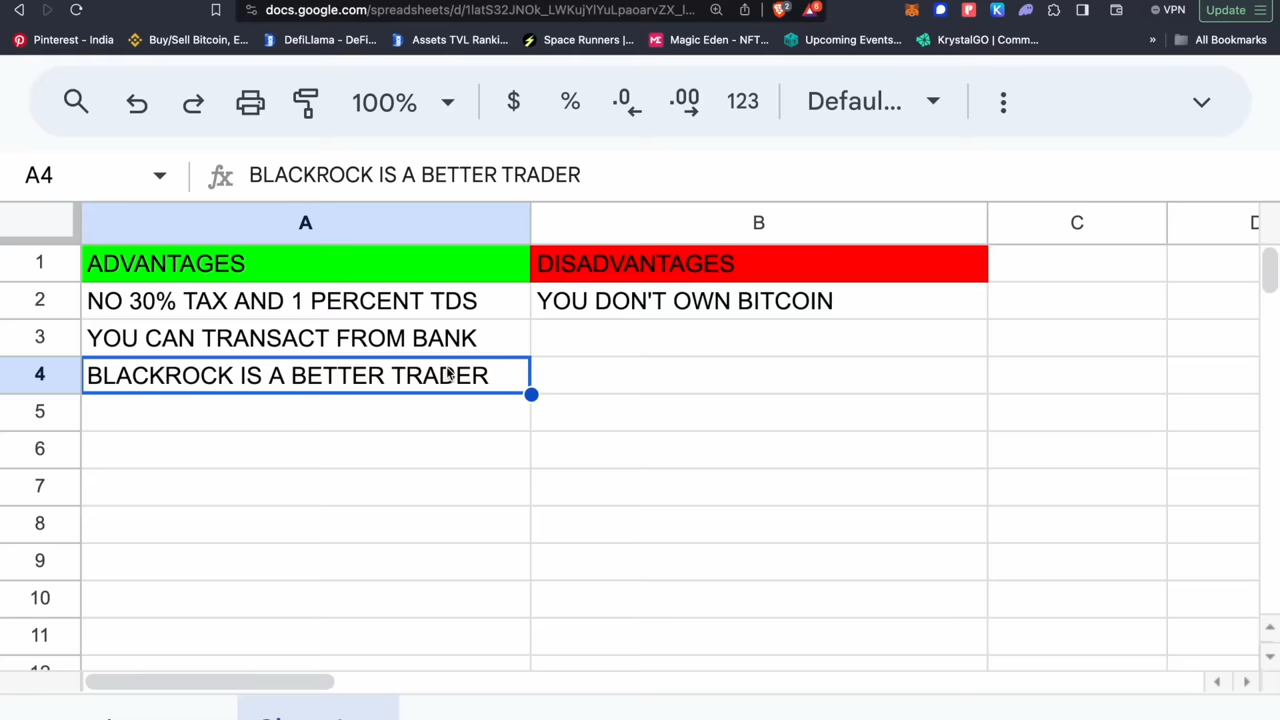 docs.google.com/spreadsheets/d/1latS32JNOk_LWKujYlYuLpaoarvZX_l...
2
6
VPN
Update
Pinterest - India
Buy/Sell Bitcoin, E...
DefiLlama - DeFi...
Assets TVL Ranki...
Space Runners |...
Magic Eden - NFT...
Upcoming Events...
KrystalGO | Comm...
»
All Bookmarks
100%
$
%
.0
.00
123
Defaul...
A4
fx
BLACKROCK IS A BETTER TRADER
A
B
C
D
1
ADVANTAGES
DISADVANTAGES
2
NO 30% TAX AND 1 PERCENT TDS
YOU DON'T OWN BITCOIN
3
YOU CAN TRANSACT FROM BANK
4
BLACKROCK IS A BETTER TRADER
5
6
7
8
9
10
11
12